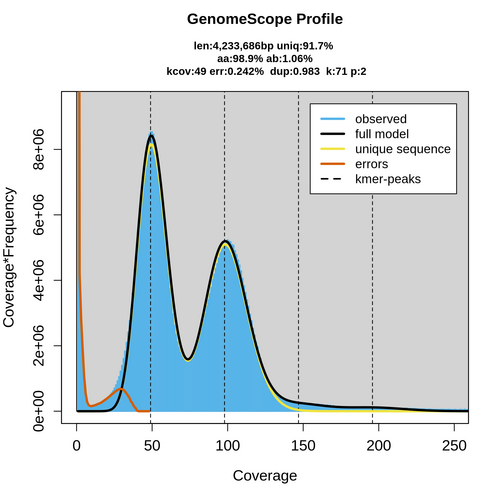 GenomeScope Profile
len:4,233,686bp uniq:91.7%
aa:98.9% ab:1.06%
kcov:49 err:0.242%  dup:0.983  k:71 p:2
observed
full model
unique sequence
errors
kmer-peaks
Coverage*Frequency
8e+06
6e+06
4e+06
2e+06
0e+00
0 50 100 150 200 250
Coverage